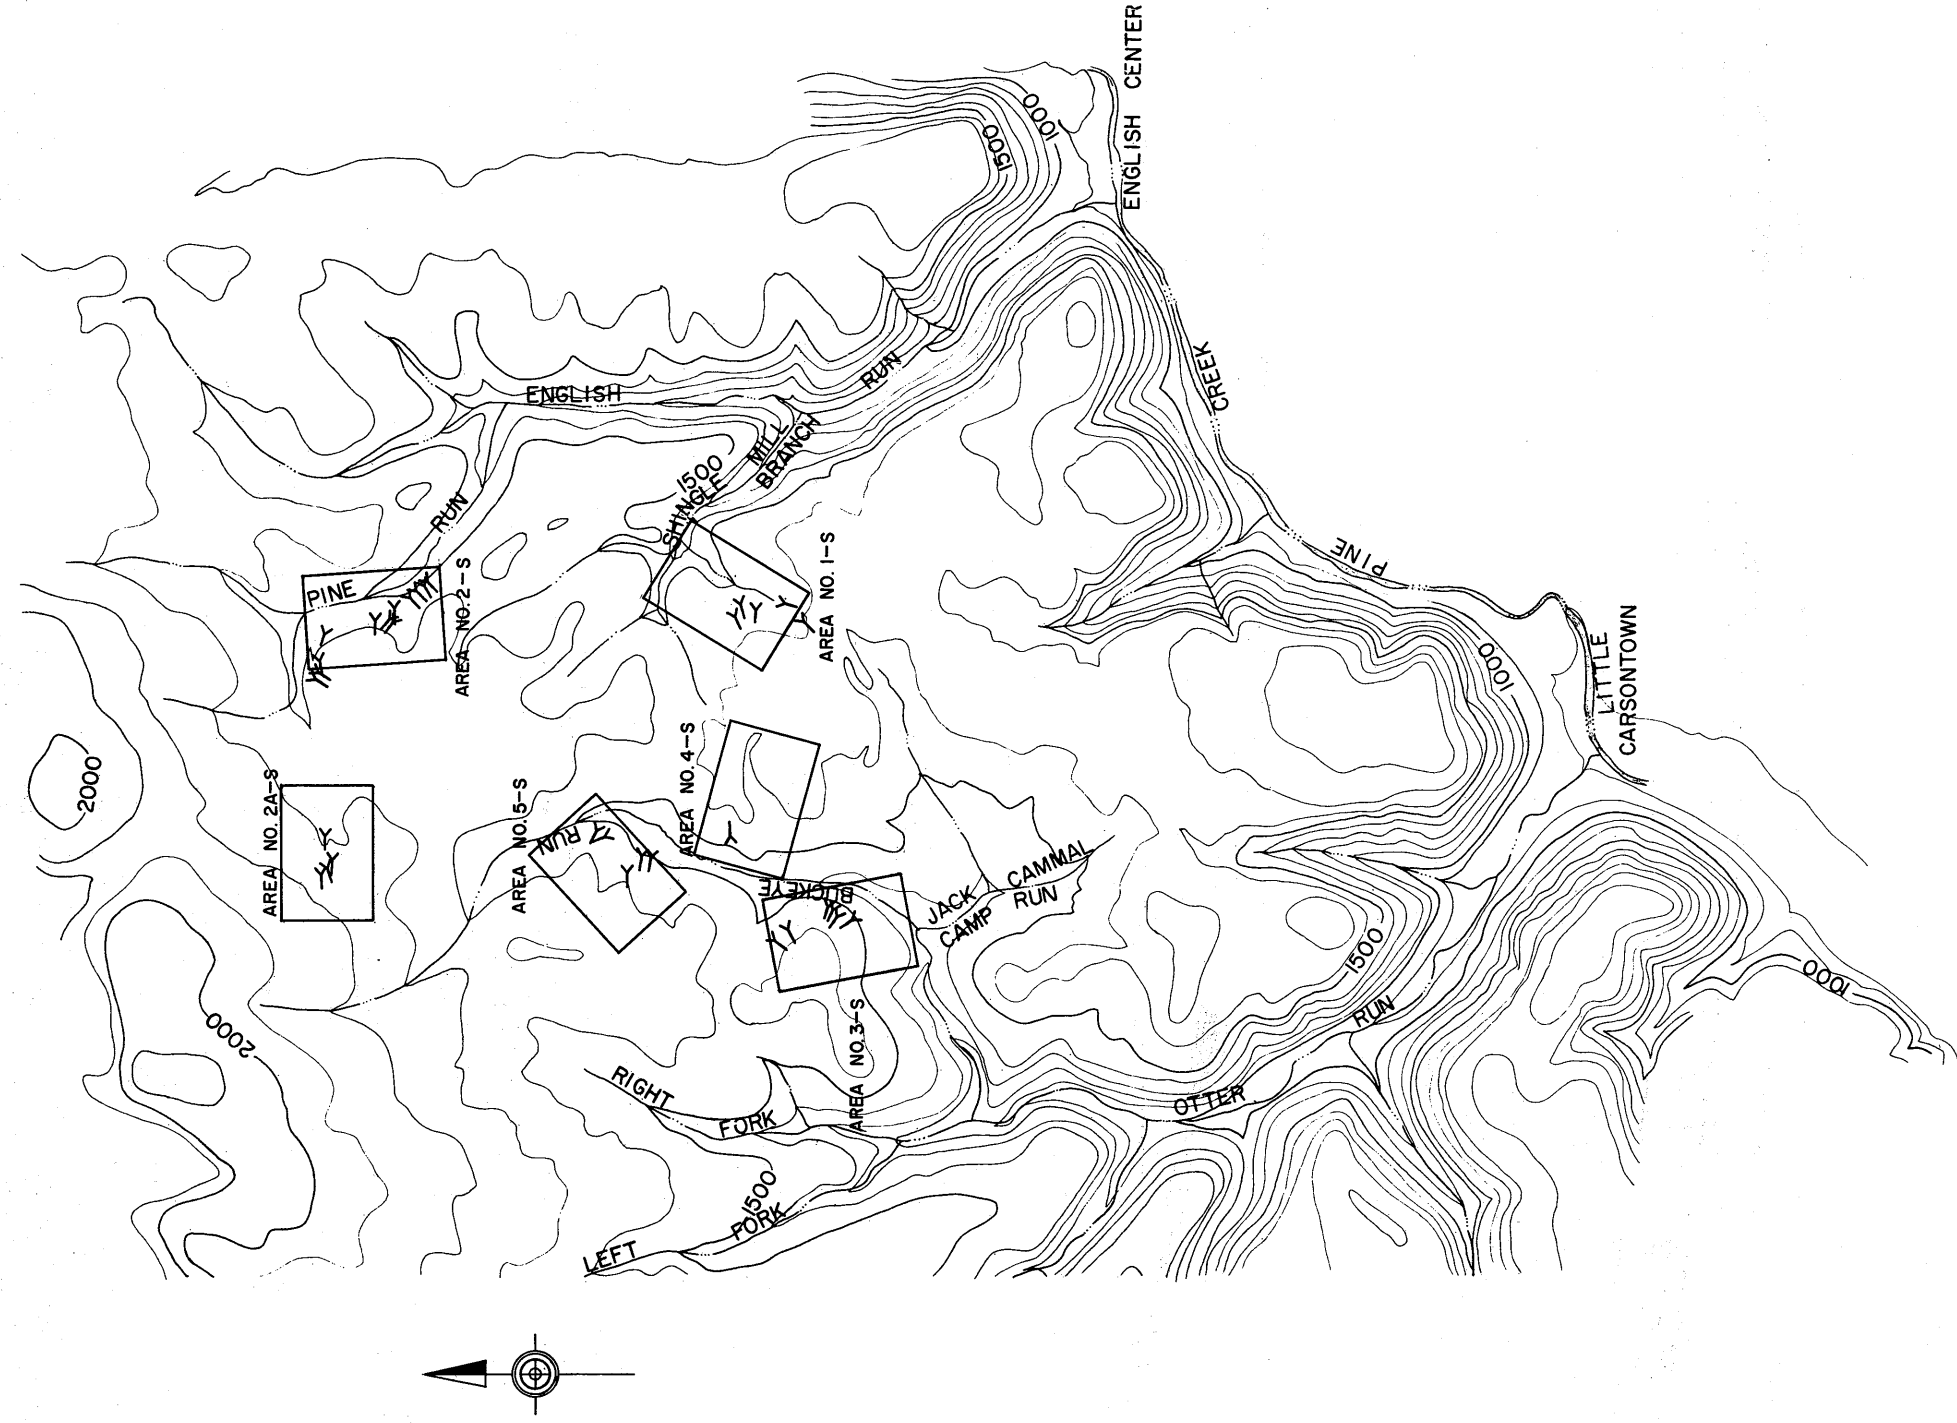 ENGLISH CENTER
1000
1500
ENGLISH
RUN
CREEK
MILL
BRANCH
1500
SHINGLE
RUN
PINE
AREA NO. 2-S
AREA NO. 1-S
PINE
1000
LITTLE
CARSONTOWN
2000
AREA NO. 2A-S
AREA NO. 5-S
RUN
AREA NO. 4-S
BUCKEYE
JACK
CAMP
CAMMAL
RUN
1500
1000
2000
AREA NO. 3-S
RIGHT
FORK
OTTER
RUN
1500
FORK
LEFT